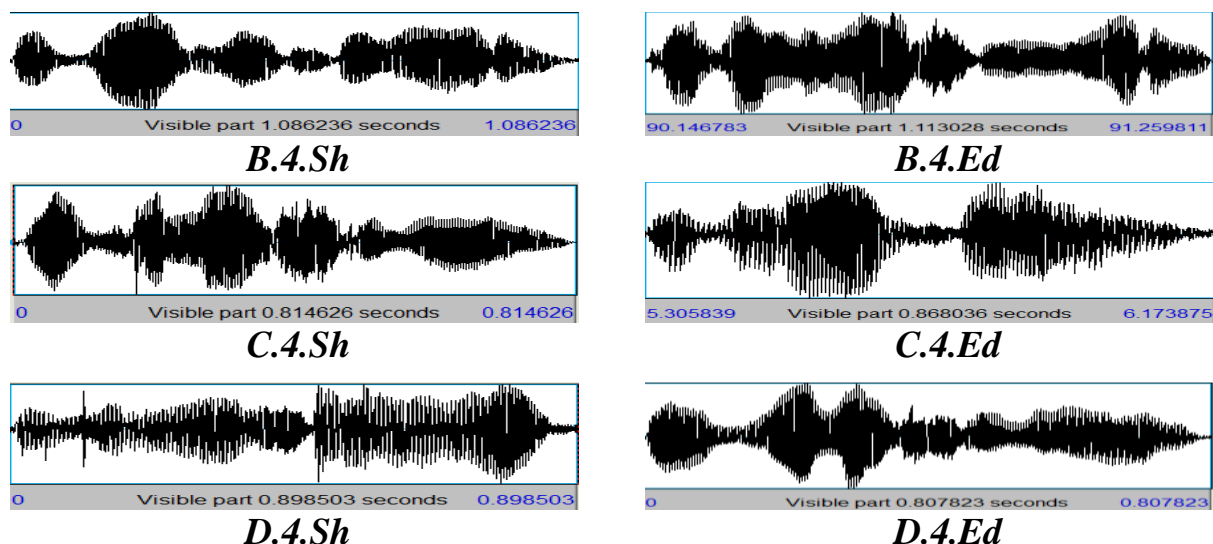 0 Visible part 1.086236 seconds 1.086236
90.146783 Visible part 1.113028 seconds 91.259811
B.4.Sh
B.4.Ed
0 Visible part 0.814626 seconds 0.814626
5.305839 Visible part 0.868036 seconds 6.173875
C.4.Sh
C.4.Ed
0 Visible part 0.898503 seconds 0.898503
0 Visible part 0.807823 seconds 0.807823
D.4.Sh
D.4.Ed